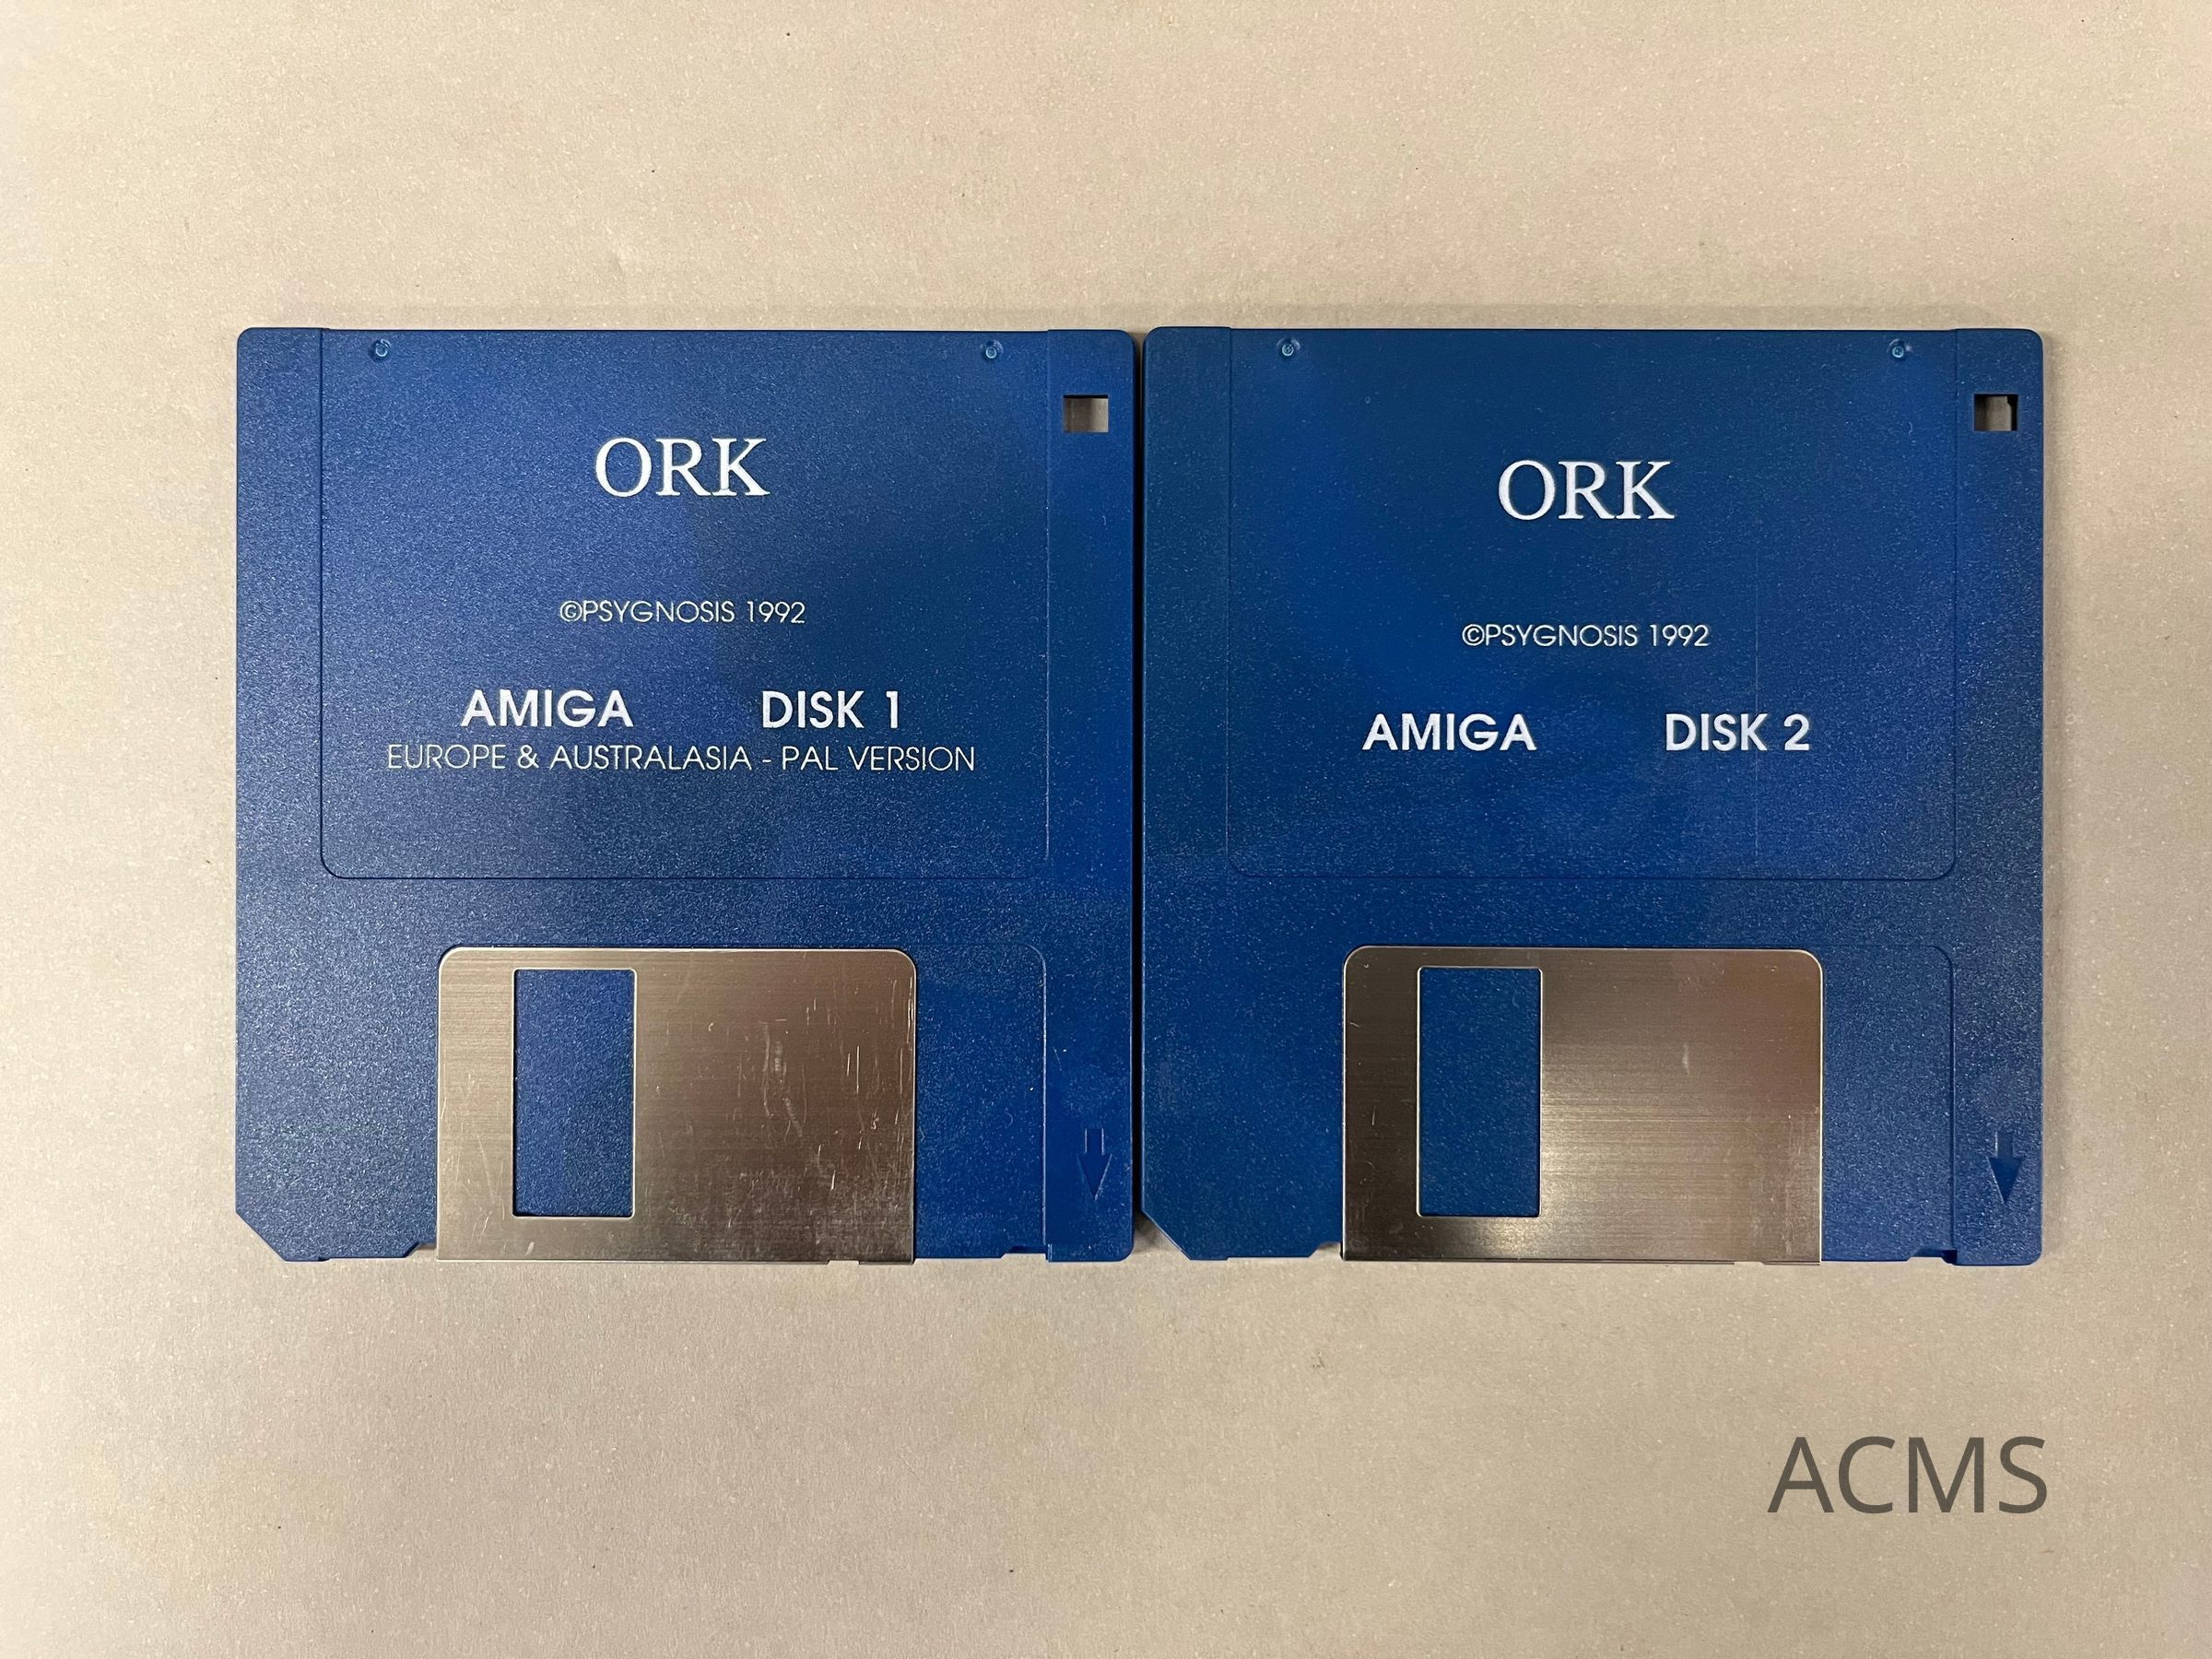 ORK
©PSYGNOSIS 1992
AMIGA DISK 1
EUROPE & AUSTRALASIA - PAL VERSION
ORK
©PSYGNOSIS 1992
AMIGA DISK 2
ACMS